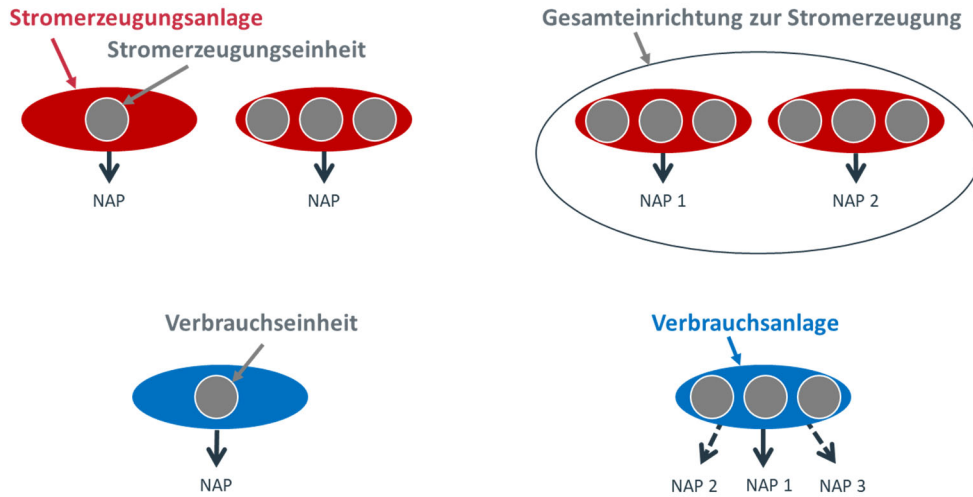 Stromerzeugungsanlage
Stromerzeugungseinheit
NAP
NAP
Gesamteinrichtung zur Stromerzeugung
NAP 1
NAP 2
Verbrauchseinheit
NAP
Verbrauchsanlage
NAP 2
NAP 1
NAP 3